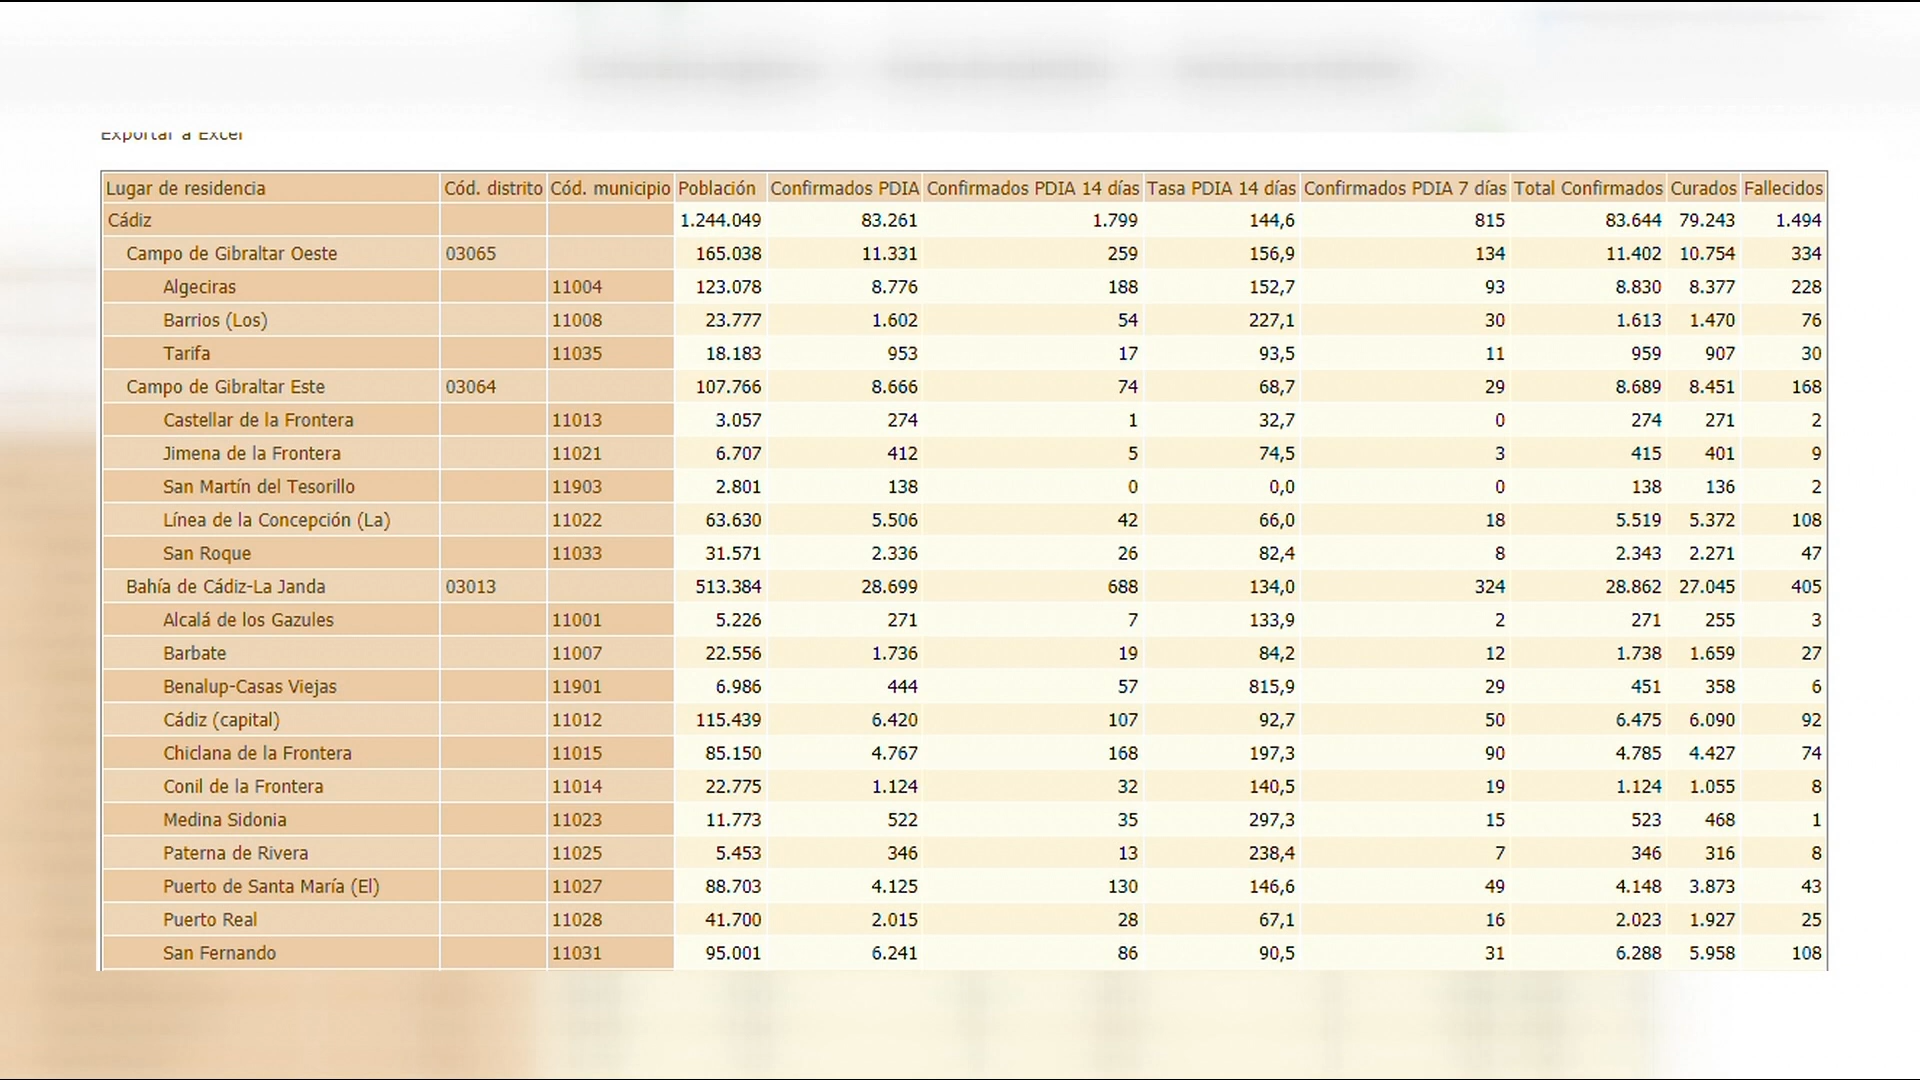 Exportar a Excel
Lugar de residencia Cód. distrito Cód. municipio Población Confirmados PDIA Confirmados PDIA 14 días Tasa PDIA 14 días Confirmados PDIA 7 días Total Confirmados Curados Fallecidos
Cádiz 1.244.049 83.261 1.799 144,6 815 83.644 79.243 1.494
Campo de Gibraltar Oeste 03065 165.038 11.331 259 156,9 134 11.402 10.754 334
Algeciras 11004 123.078 8.776 188 152,7 93 8.830 8.377 228
Barrios (Los) 11008 23.777 1.602 54 227,1 30 1.613 1.470 76
Tarifa 11035 18.183 953 17 93,5 11 959 907 30
Campo de Gibraltar Este 03064 107.766 8.666 74 68,7 29 8.689 8.451 168
Castellar de la Frontera 11013 3.057 274 1 32,7 0 274 271 2
Jimena de la Frontera 11021 6.707 412 5 74,5 3 415 401 9
San Martín del Tesorillo 11903 2.801 138 0 0,0 0 138 136 2
Línea de la Concepción (La) 11022 63.630 5.506 42 66,0 18 5.519 5.372 108
San Roque 11033 31.571 2.336 26 82,4 8 2.343 2.271 47
Bahía de Cádiz-La Janda 03013 513.384 28.699 688 134,0 324 28.862 27.045 405
Alcalá de los Gazules 11001 5.226 271 7 133,9 2 271 255 3
Barbate 11007 22.556 1.736 19 84,2 12 1.738 1.659 27
Benalup-Casas Viejas 11901 6.986 444 57 815,9 29 451 358 6
Cádiz (capital) 11012 115.439 6.420 107 92,7 50 6.475 6.090 92
Chiclana de la Frontera 11015 85.150 4.767 168 197,3 90 4.785 4.427 74
Conil de la Frontera 11014 22.775 1.124 32 140,5 19 1.124 1.055 8
Medina Sidonia 11023 11.773 522 35 297,3 15 523 468 1
Paterna de Rivera 11025 5.453 346 13 238,4 7 346 316 8
Puerto de Santa María (El) 11027 88.703 4.125 130 146,6 49 4.148 3.873 43
Puerto Real 11028 41.700 2.015 28 67,1 16 2.023 1.927 25
San Fernando 11031 95.001 6.241 86 90,5 31 6.288 5.958 108